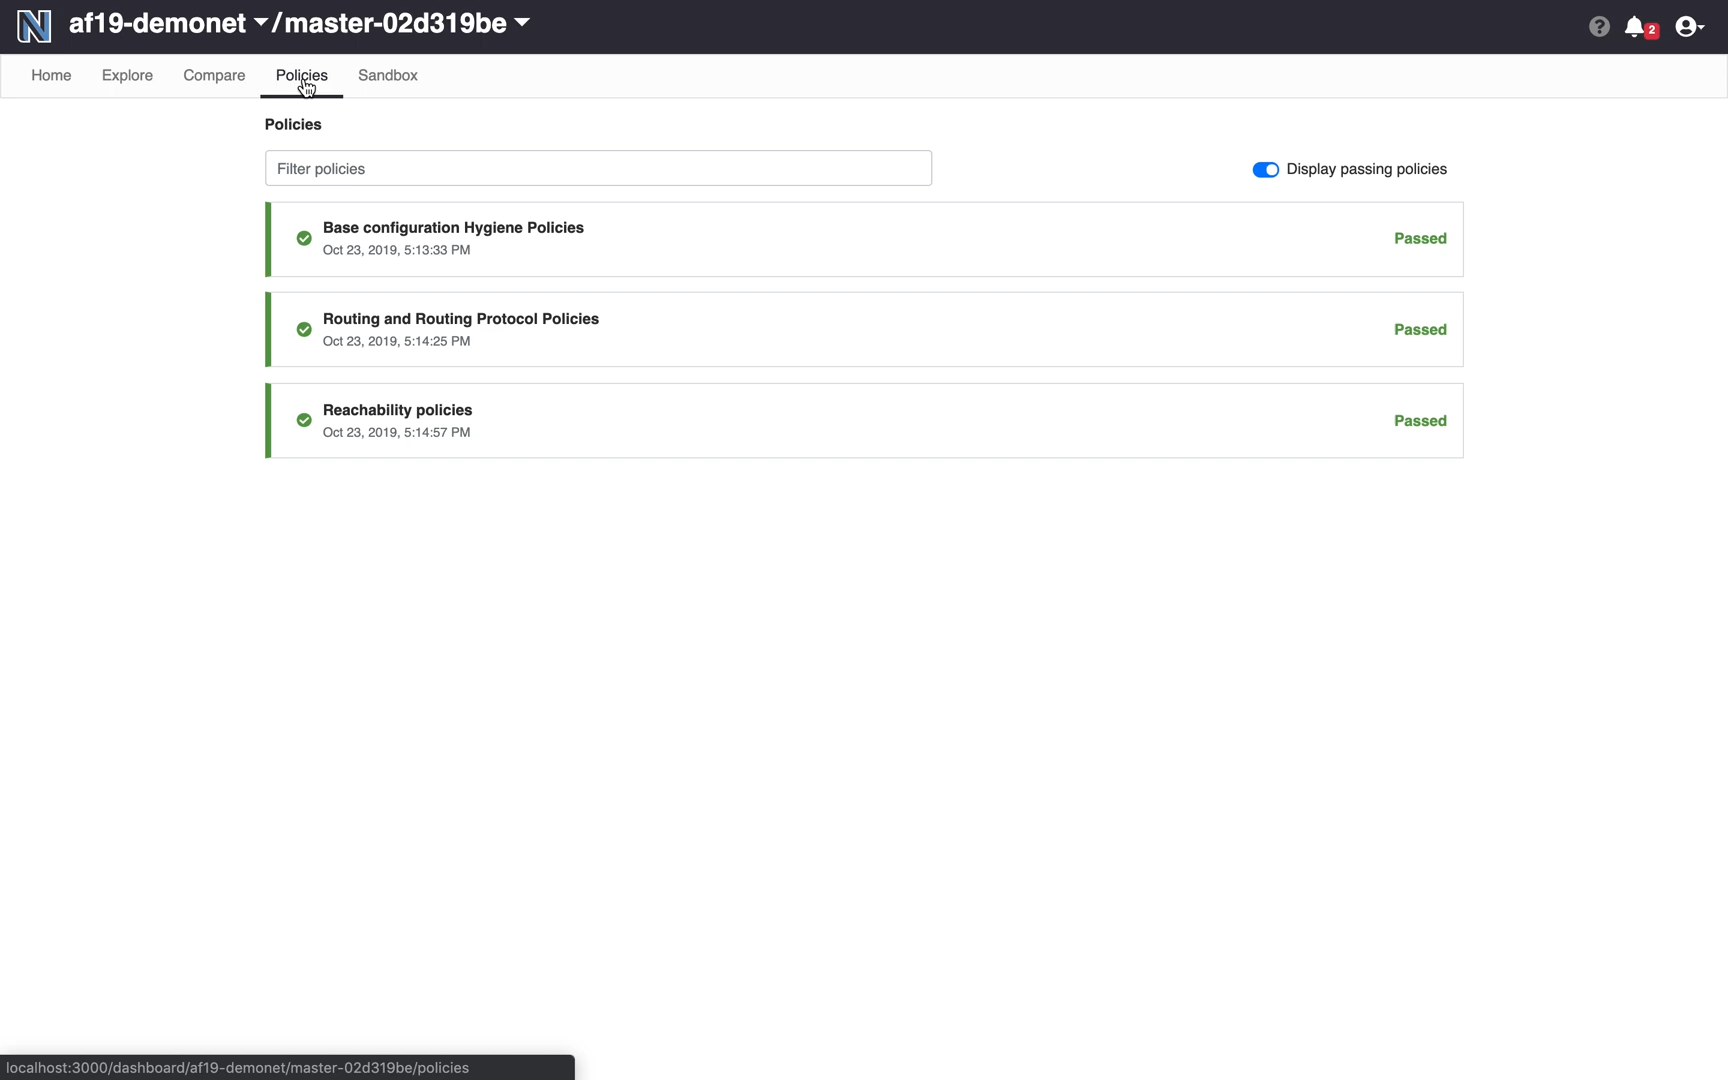 af19-demonet /master-02d319be
2
Home Explore Compare Policies Sandbox
Policies
Filter policies
Display passing policies
Base configuration Hygiene Policies
Oct 23, 2019, 5:13:33 PM
Passed
Routing and Routing Protocol Policies
Oct 23, 2019, 5:14:25 PM
Passed
Reachability policies
Oct 23, 2019, 5:14:57 PM
Passed
localhost:3000/dashboard/af19-demonet/master-02d319be/policies